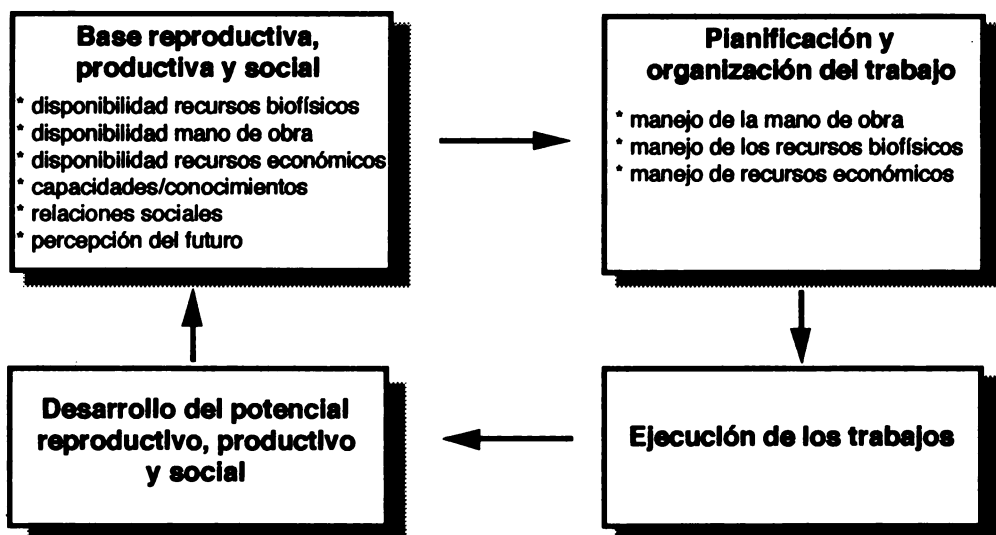 Base reproductiva,
productiva y social
* disponibilidad recursos biofísicos
* disponibilidad mano de obra
* disponibilidad recursos económicos
* capacidades/conocimientos
* relaciones sociales
* percepción del futuro
Planificación y
organización del trabajo
* manejo de la mano de obra
* manejo de los recursos biofísicos
* manejo de recursos económicos
Desarrollo del potencial
reproductivo, productivo
y social
Ejecución de los trabajos